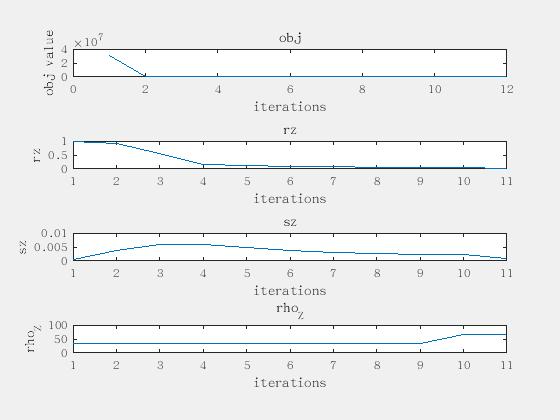 obj
×10^7
4
2
0
obj value
0 2 4 6 8 10 12
iterations
rz
1
0.5
0
rz
1 2 3 4 5 6 7 8 9 10 11
iterations
sz
0.01
0.005
0
sz
1 2 3 4 5 6 7 8 9 10 11
iterations
rho_χ
100
50
0
rho_χ
1 2 3 4 5 6 7 8 9 10 11
iterations